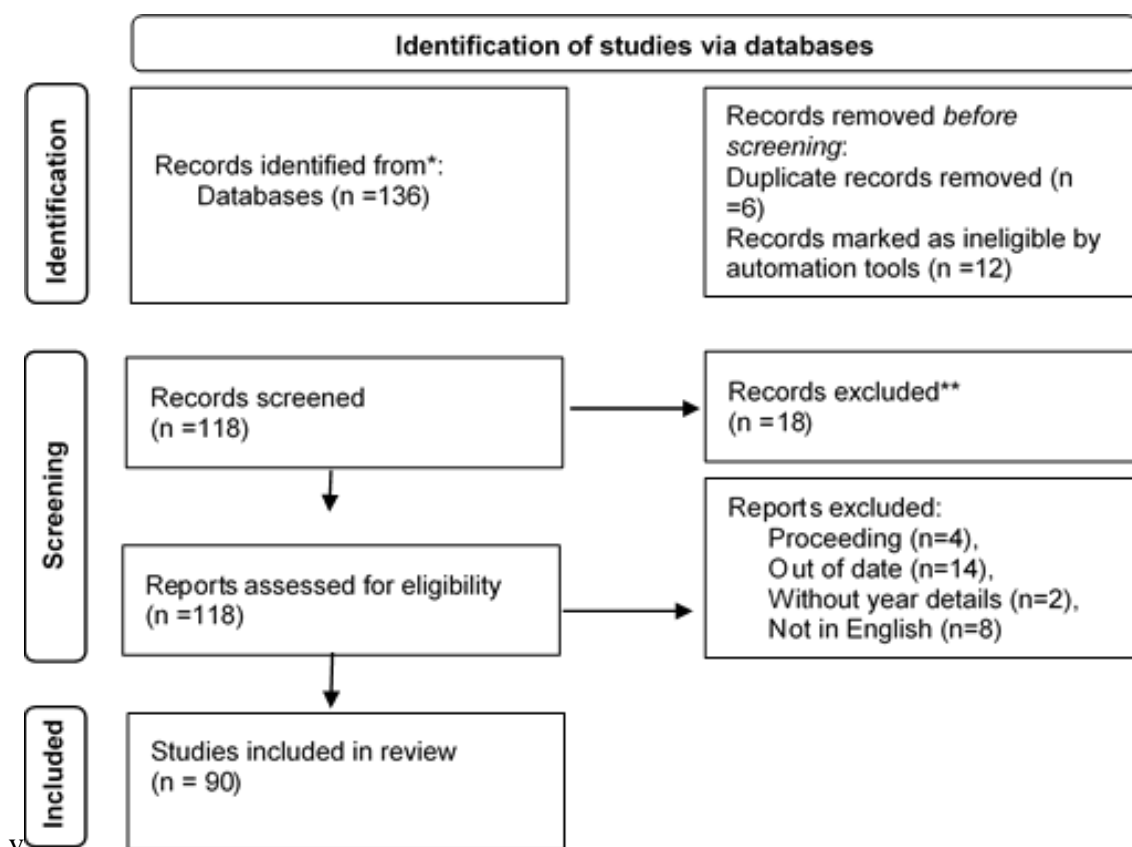 Identification of studies via databases
Identification
Records identified from*:
Databases (n =136)
Records removed before
screening:
Duplicate records removed (n
=6)
Records marked as ineligible by
automation tools (n =12)
Screening
Records screened
(n =118)
Records excluded**
(n =18)
Reports assessed for eligibility
(n =118)
Reports excluded:
Proceeding (n=4),
Out of date (n=14),
Without year details (n=2),
Not in English (n=8)
Included
Studies included in review
(n = 90)
y